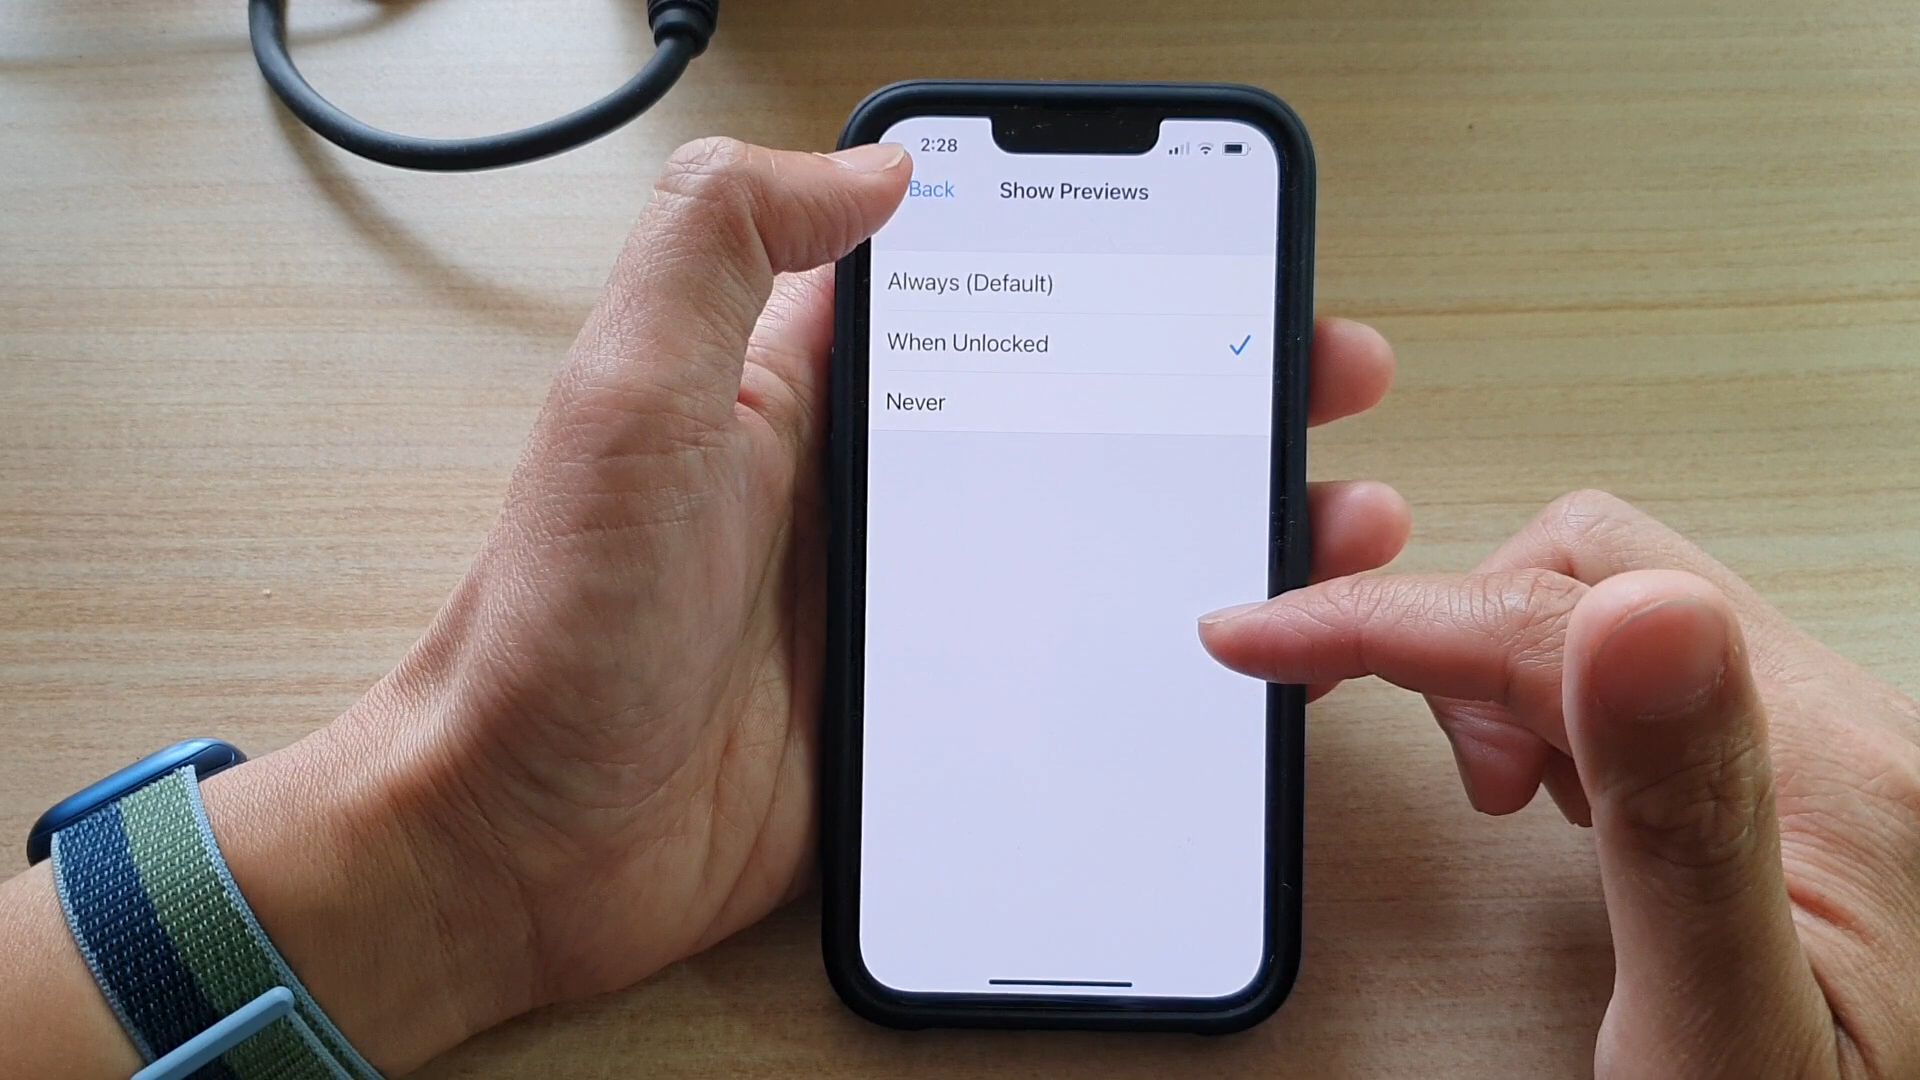 2:28
Back
Show Previews
Always (Default)
When Unlocked
Never